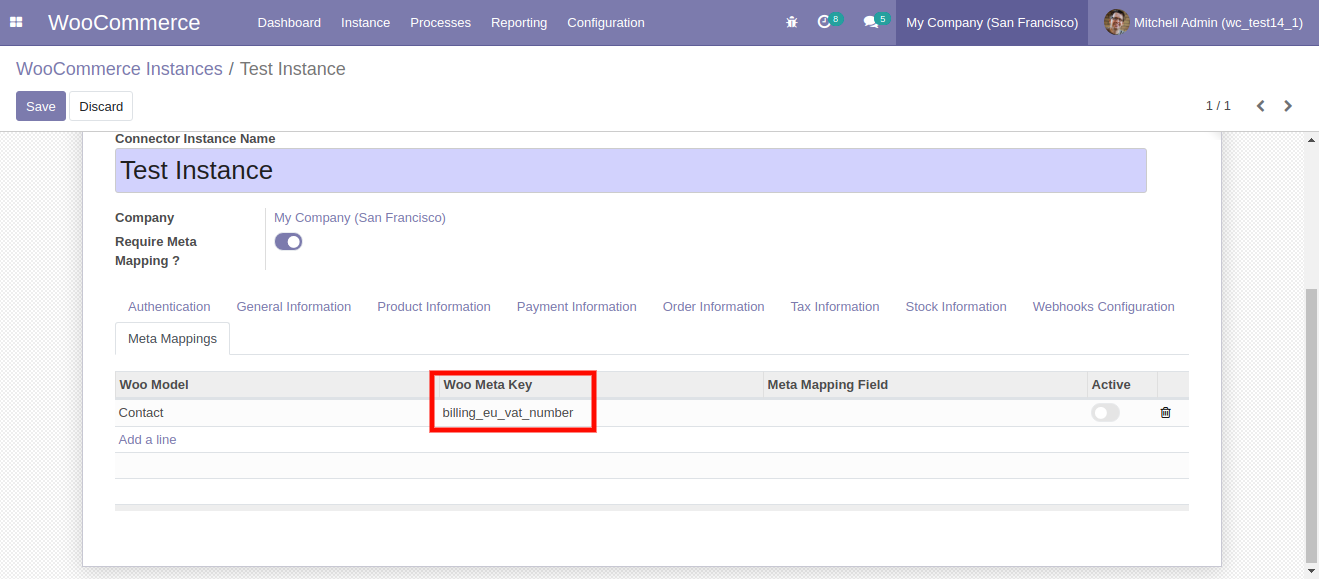 WooCommerce Dashboard Instance Processes Reporting Configuration 8 5 My Company (San Francisco) Mitchell Admin (wc_test14_1)
WooCommerce Instances / Test Instance
Save Discard 1 / 1
Connector Instance Name
Test Instance
Company My Company (San Francisco)
Require Meta
Mapping ?
Authentication General Information Product Information Payment Information Order Information Tax Information Stock Information Webhooks Configuration
Meta Mappings
Woo Model Woo Meta Key Meta Mapping Field Active
Contact billing_eu_vat_number
Add a line